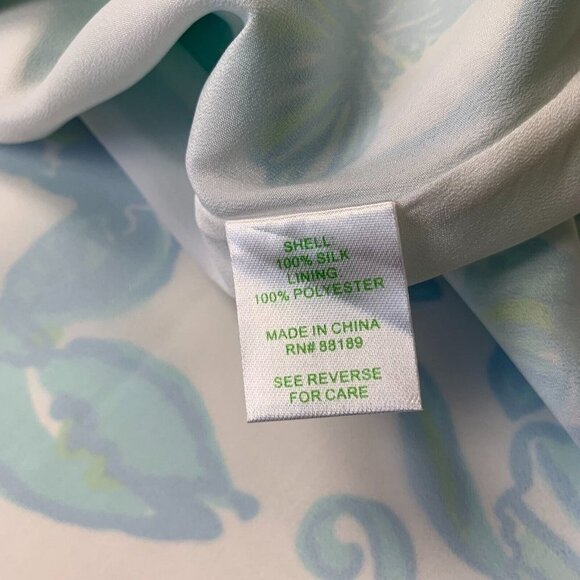 SHELL
100% SILK
LINING
100% POLYESTER
MADE IN CHINA
RN# 88189
SEE REVERSE
FOR CARE